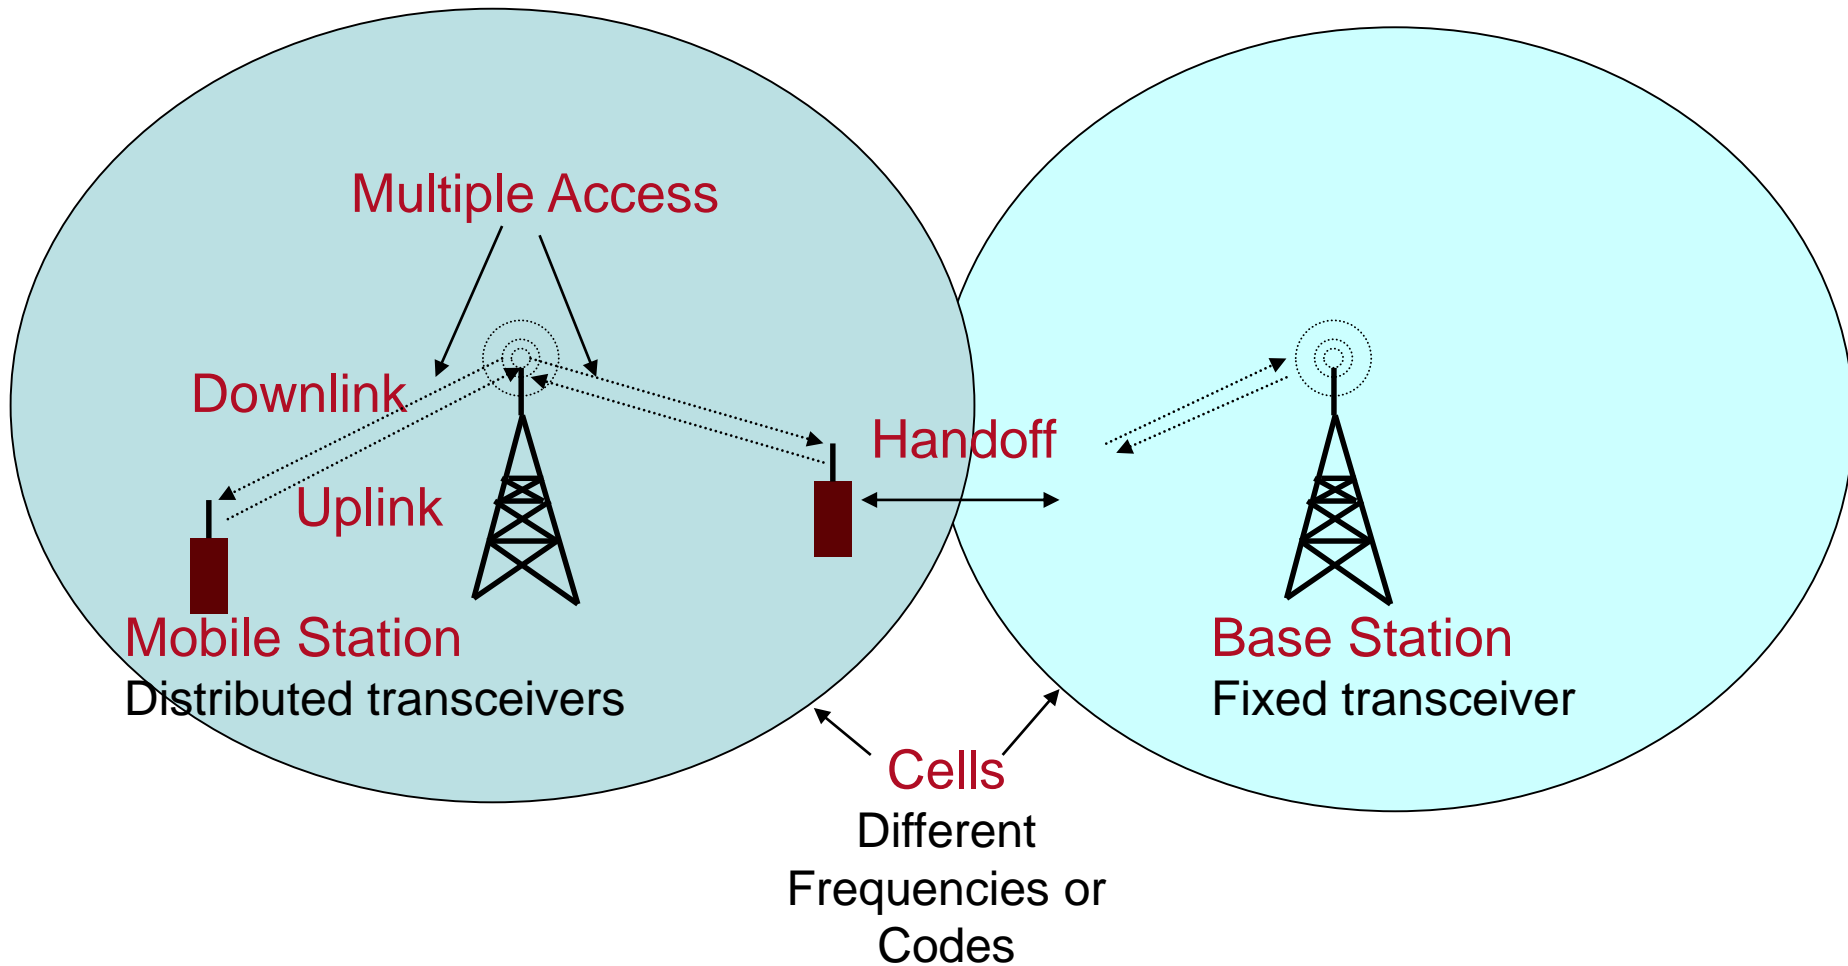 Multiple Access
Downlink
Handoff
Uplink
Mobile Station
Distributed transceivers
Base Station
Fixed transceiver
Cells
Different
Frequencies or
Codes